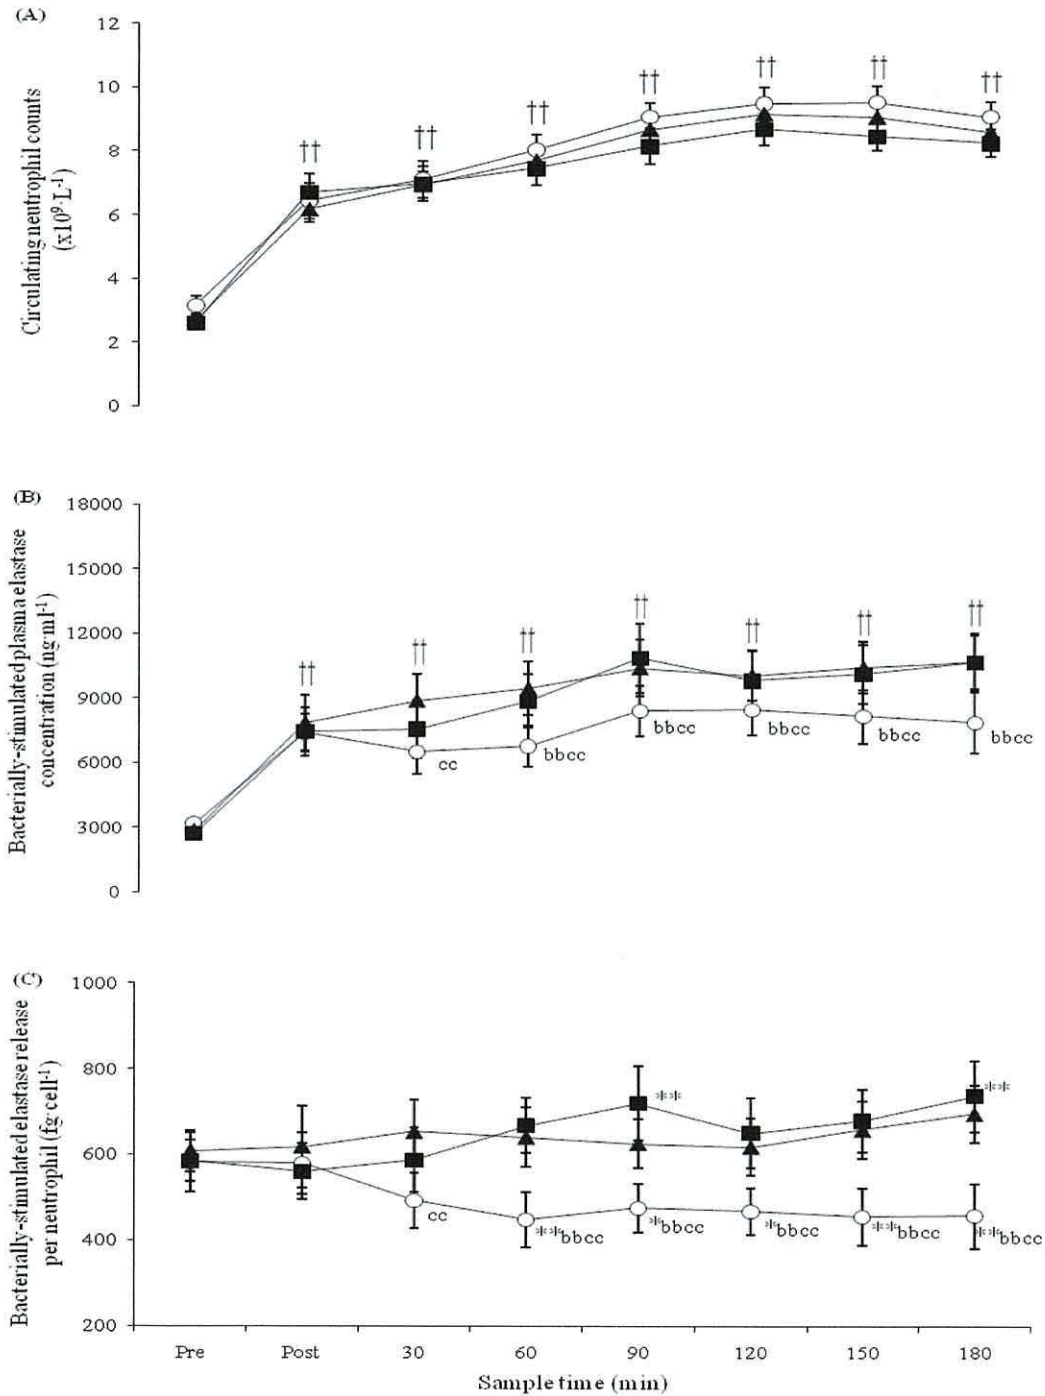 (A)
12
10
8
6
4
2
0
Circulating neutrophil counts
(x10⁹·L⁻¹)
†† †† †† †† †† †† ††
(B)
18000
15000
12000
9000
6000
3000
0
Bacterially-stimulated plasma elastase
concentration (ng·ml⁻¹)
†† †† †† †† †† †† ††
cc bbcc bbcc bbcc bbcc bbcc
(C)
1000
800
600
400
200
Bacterially-stimulated elastase release
per neutrophil (fg·cell⁻¹)
** **
cc **bbcc *bbcc *bbcc **bbcc **bbcc
Pre Post 30 60 90 120 150 180
Sample time (min)